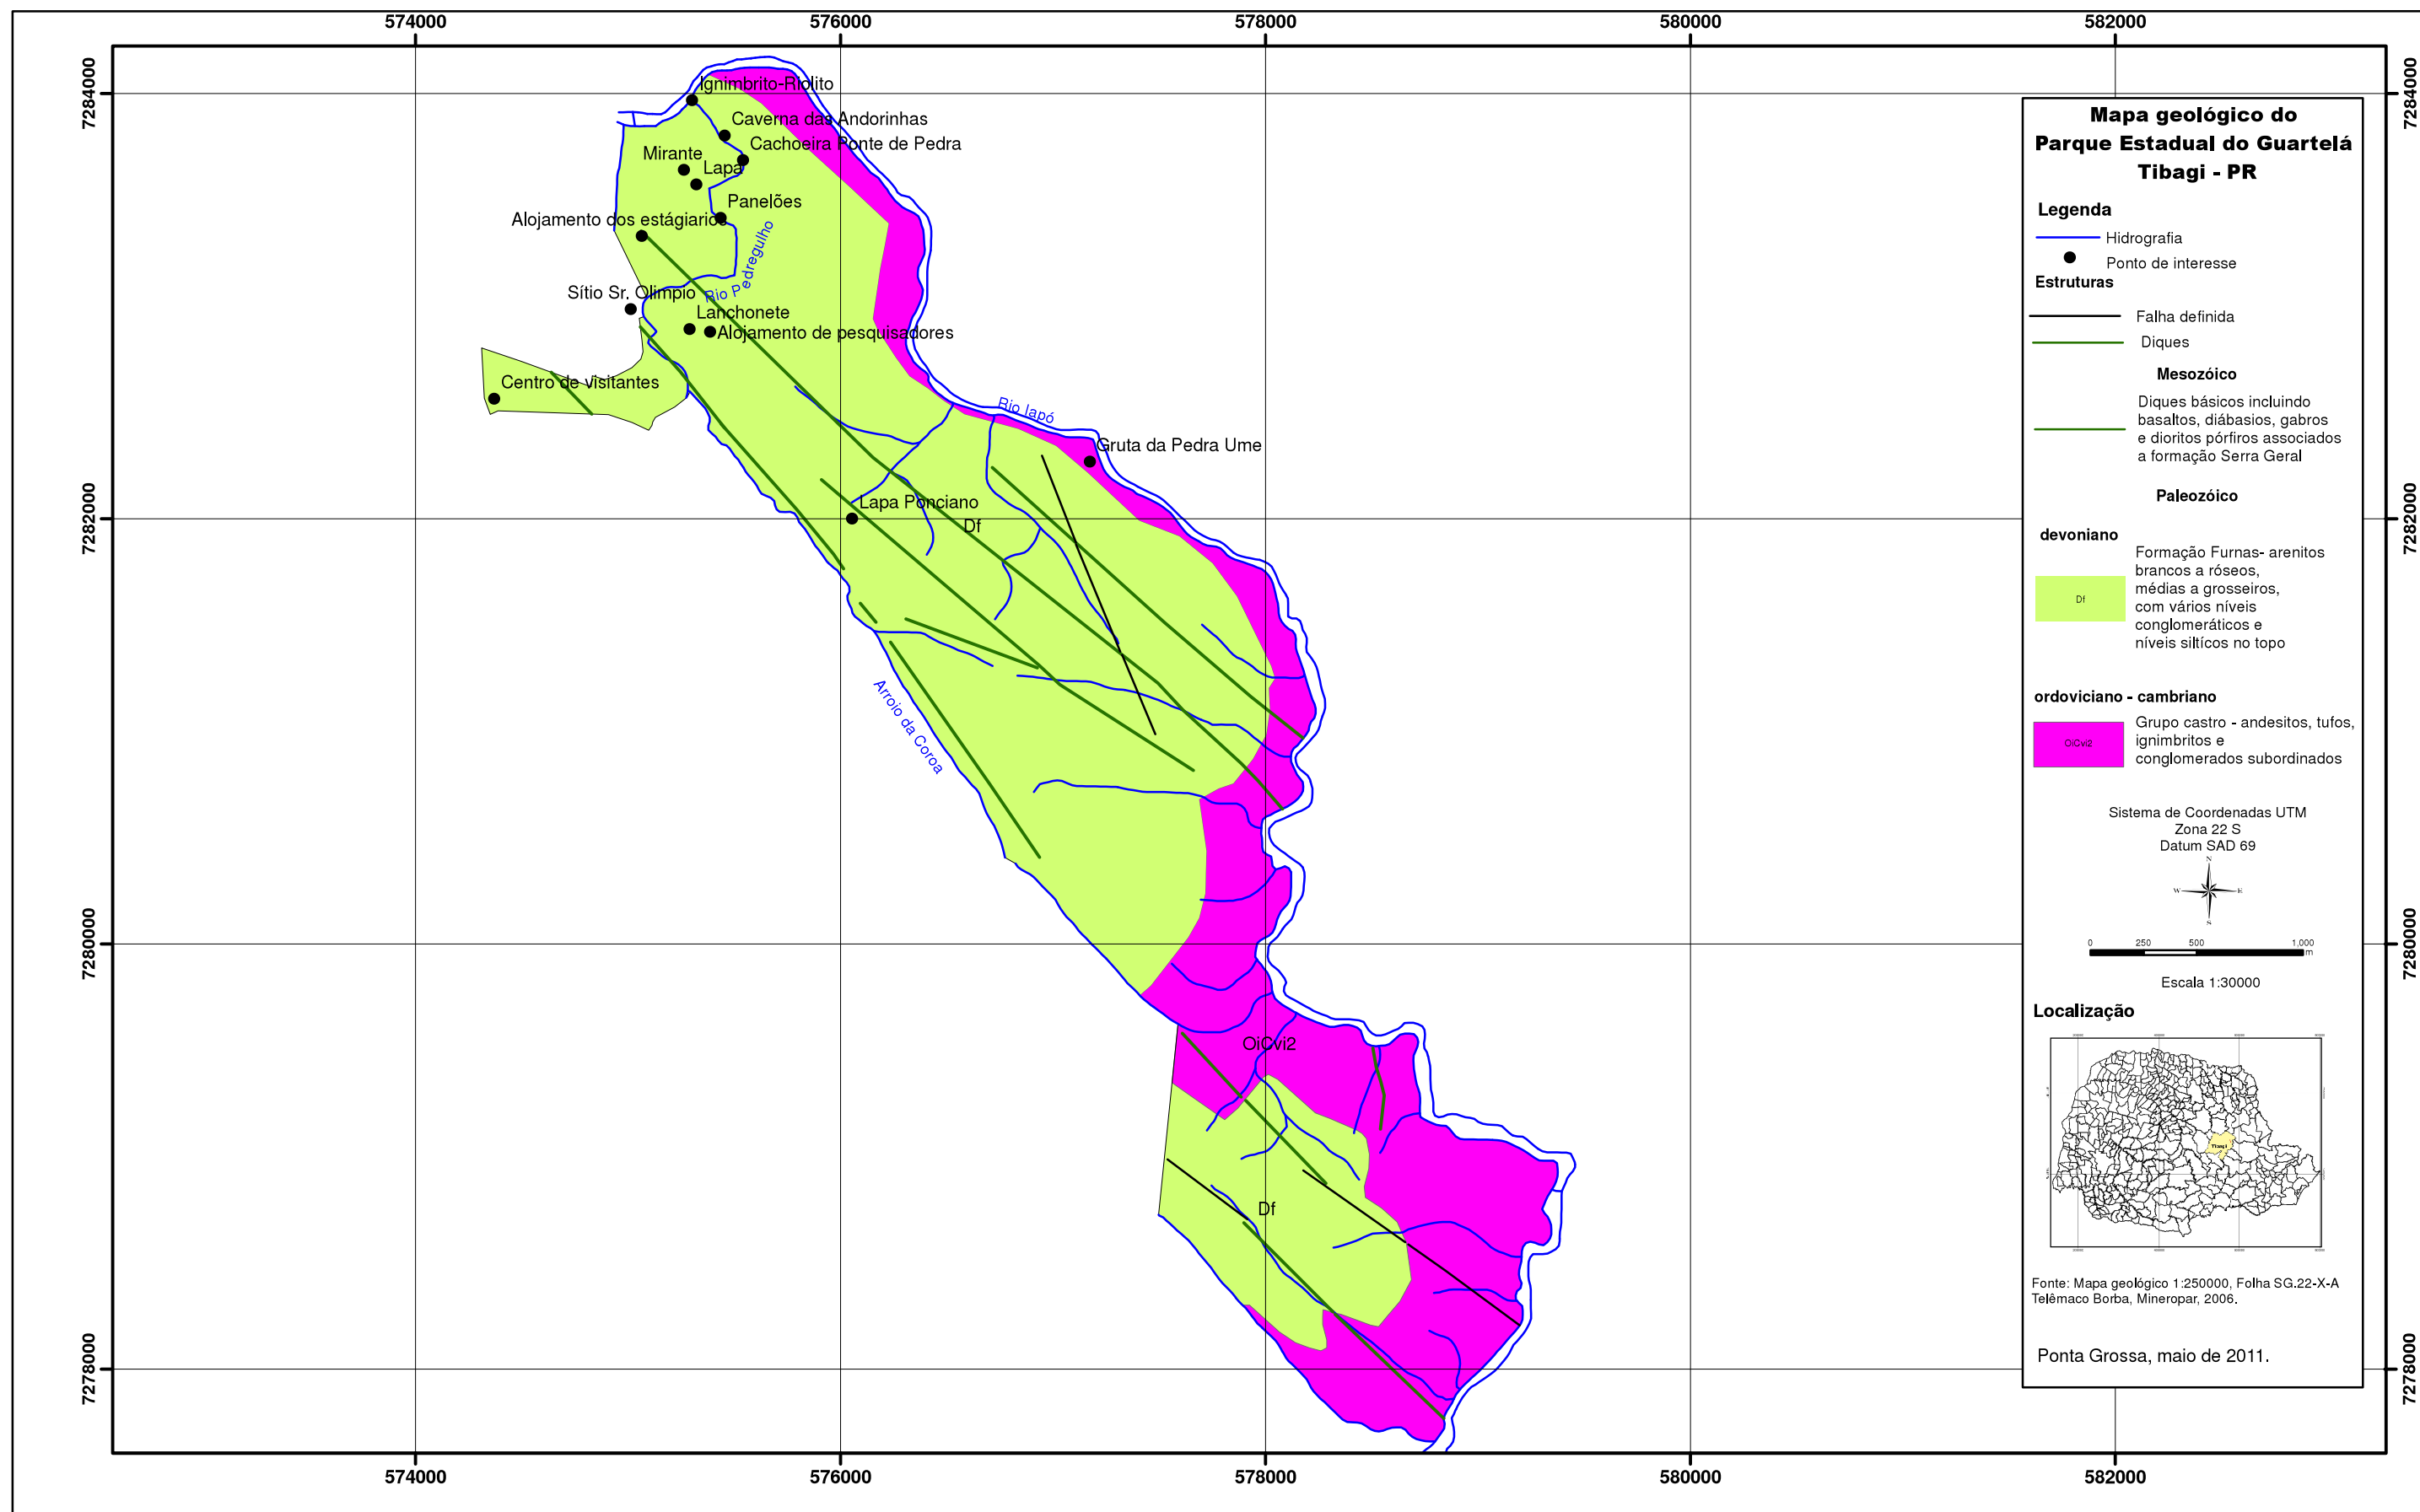 574000
576000
578000
580000
582000
7284000
7284000
Ignimbrito-Riolito
Caverna das Andorinhas
Cachoeira Ponte de Pedra
Mirante
Lapa
Panelões
Alojamento dos estágiarios
Rio Pedregulho
Sítio Sr. Olimpio
Lanchonete
Alojamento de pesquisadores
Centro de visitantes
Rio Iapó
Gruta da Pedra Ume
Lapa Ponciano
Df
7282000
7282000
Arroio da Coroa
7280000
7280000
OiCvi2
Df
7278000
7278000
574000
576000
578000
580000
582000
Mapa geológico do
Parque Estadual do Guartelá
Tibagi - PR
Legenda
Hidrografia
Ponto de interesse
Estruturas
Falha definida
Diques
Mesozóico
Diques básicos incluindo
basaltos, diábasios, gabros
e dioritos pórfiros associados
a formação Serra Geral
Paleozóico
devoniano
Df
Formação Furnas- arenitos
brancos a róseos,
médias a grosseiros,
com vários níveis
conglomeráticos e
níveis siltícos no topo
ordoviciano - cambriano
OiCvi2
Grupo castro - andesitos, tufos,
ignimbritos e
conglomerados subordinados
Sistema de Coordenadas UTM
Zona 22 S
Datum SAD 69
N
W
E
S
0 250 500 1,000
m
Escala 1:30000
Localização
Tibagi
Fonte: Mapa geológico 1:250000, Folha SG.22-X-A
Telêmaco Borba, Mineropar, 2006.
Ponta Grossa, maio de 2011.